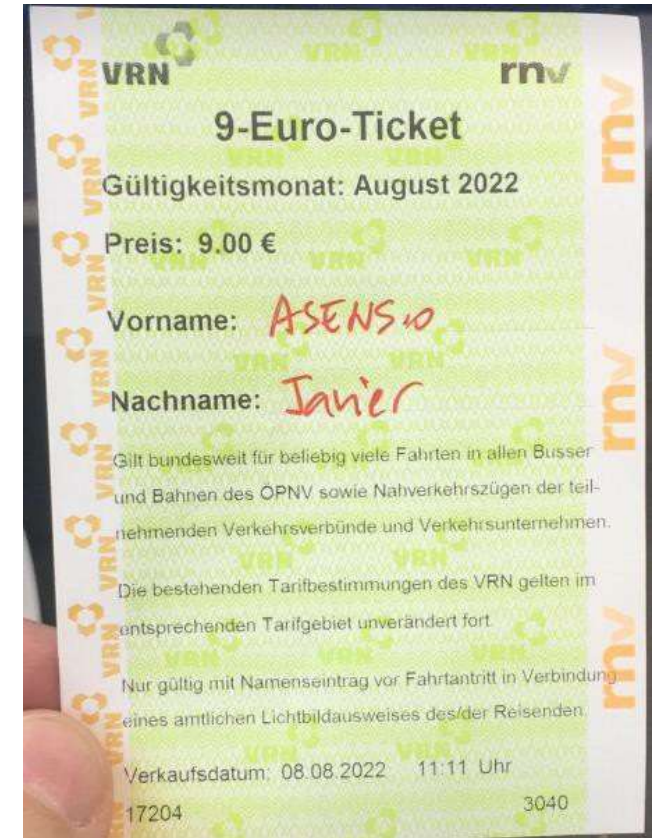 VRN rnv
9-Euro-Ticket
Gültigkeitsmonat: August 2022
Preis: 9.00 €
Vorname: ASENSIO
Nachname: Javier
Gilt bundesweit für beliebig viele Fahrten in allen Busser
und Bahnen des ÖPNV sowie Nahverkehrszügen der teil-
nehmenden Verkehrsverbünde und Verkehrsunternehmen.
Die bestehenden Tarifbestimmungen des VRN gelten im
entsprechenden Tarifgebiet unverändert fort.
Nur gültig mit Namenseintrag vor Fahrtantritt in Verbindung
eines amtlichen Lichtbildausweises des/der Reisenden.
Verkaufsdatum: 08.08.2022 11:11 Uhr
17204 3040